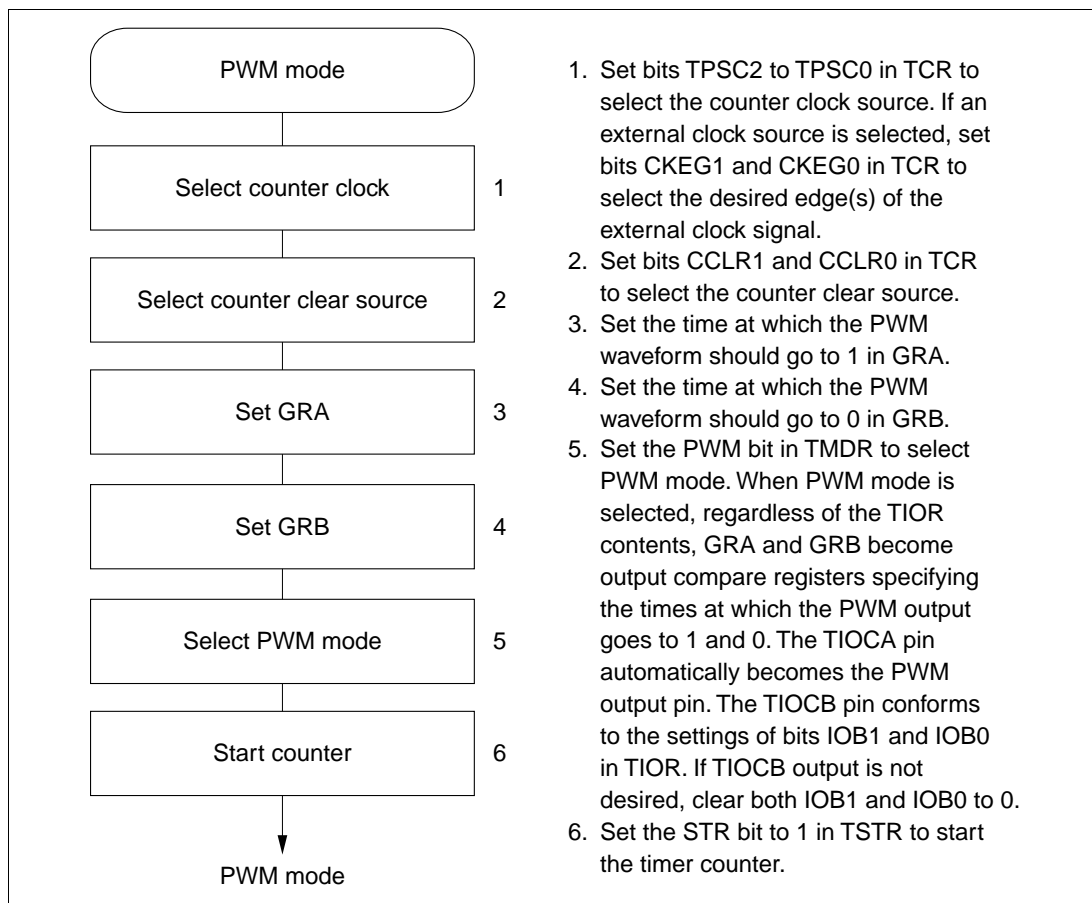 PWM mode
Select counter clock 1
Select counter clear source 2
Set GRA 3
Set GRB 4
Select PWM mode 5
Start counter 6
PWM mode
1. Set bits TPSC2 to TPSC0 in TCR to
select the counter clock source. If an
external clock source is selected, set
bits CKEG1 and CKEG0 in TCR to
select the desired edge(s) of the
external clock signal.
2. Set bits CCLR1 and CCLR0 in TCR
to select the counter clear source.
3. Set the time at which the PWM
waveform should go to 1 in GRA.
4. Set the time at which the PWM
waveform should go to 0 in GRB.
5. Set the PWM bit in TMDR to select
PWM mode. When PWM mode is
selected, regardless of the TIOR
contents, GRA and GRB become
output compare registers specifying
the times at which the PWM output
goes to 1 and 0. The TIOCA pin
automatically becomes the PWM
output pin. The TIOCB pin conforms
to the settings of bits IOB1 and IOB0
in TIOR. If TIOCB output is not
desired, clear both IOB1 and IOB0 to 0.
6. Set the STR bit to 1 in TSTR to start
the timer counter.